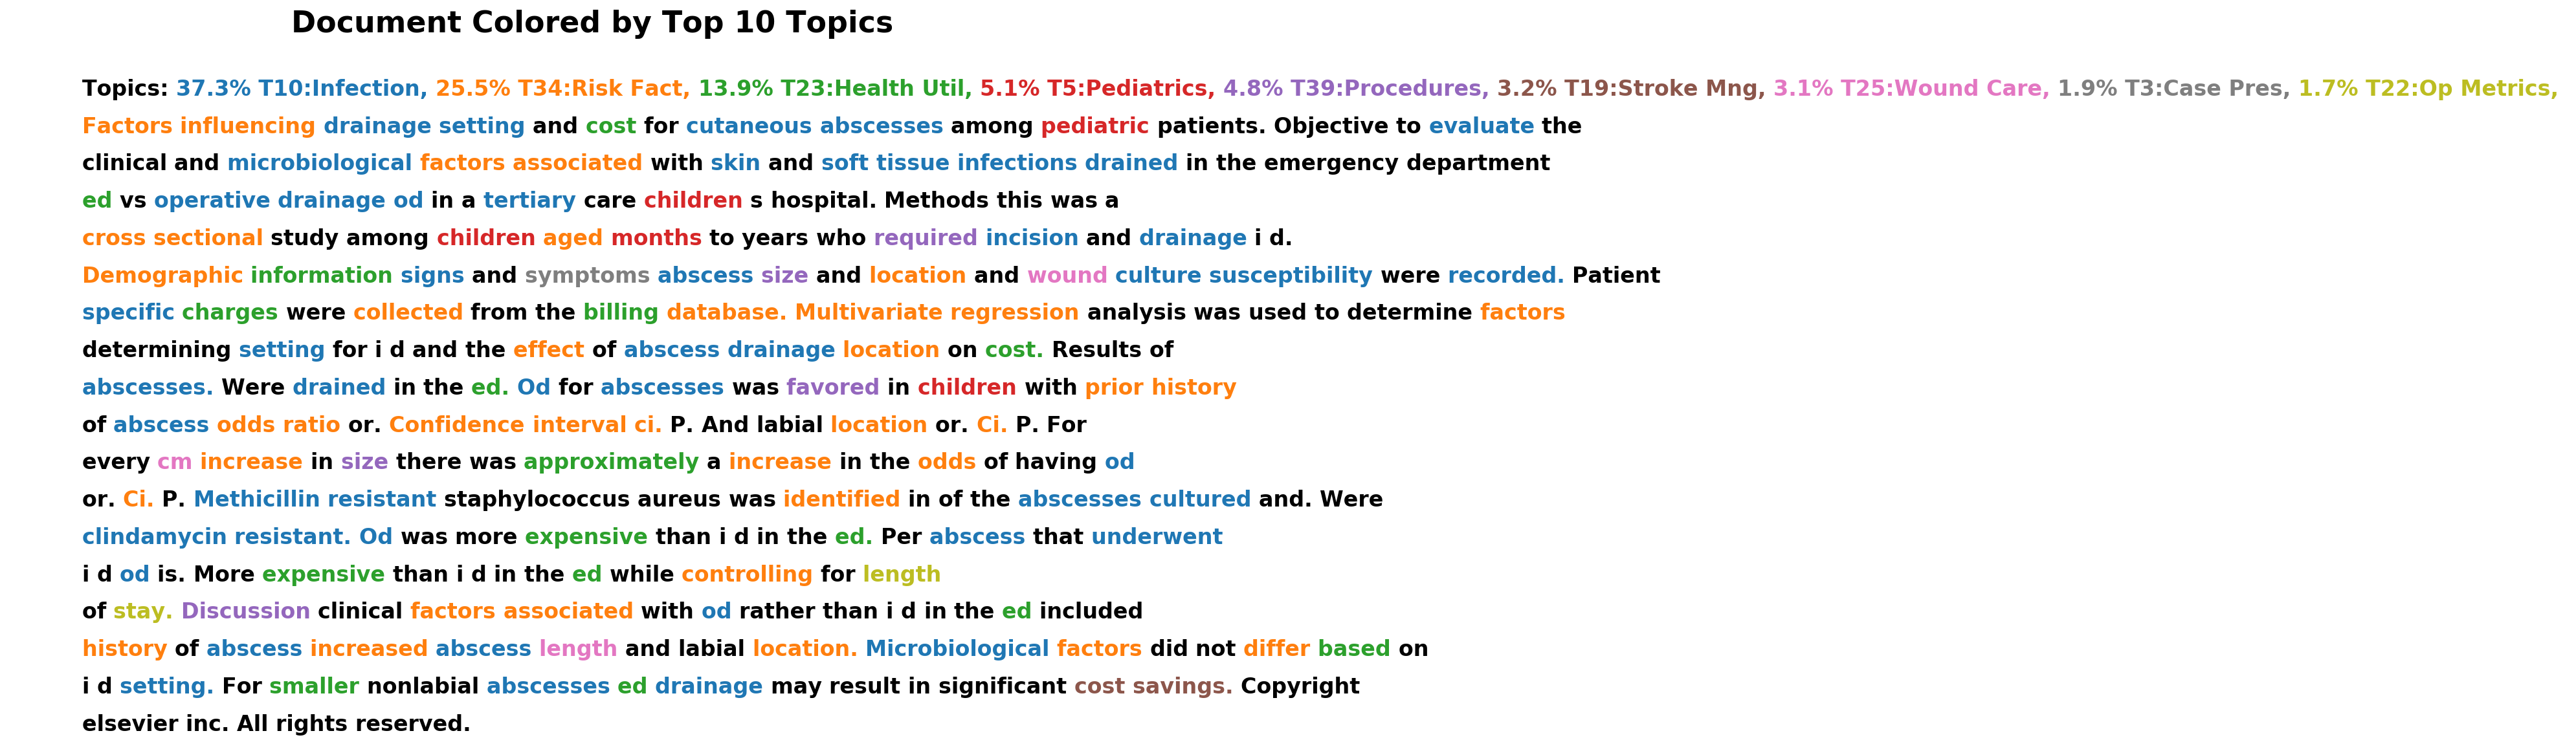 Document Colored by Top 10 Topics
Topics: 37.3% T10:Infection, 25.5% T34:Risk Fact, 13.9% T23:Health Util, 5.1% T5:Pediatrics, 4.8% T39:Procedures, 3.2% T19:Stroke Mng, 3.1% T25:Wound Care, 1.9% T3:Case Pres, 1.7% T22:Op Metrics,
Factors influencing drainage setting and cost for cutaneous abscesses among pediatric patients. Objective to evaluate the
clinical and microbiological factors associated with skin and soft tissue infections drained in the emergency department
ed vs operative drainage od in a tertiary care children s hospital. Methods this was a
cross sectional study among children aged months to years who required incision and drainage i d.
Demographic information signs and symptoms abscess size and location and wound culture susceptibility were recorded. Patient
specific charges were collected from the billing database. Multivariate regression analysis was used to determine factors
determining setting for i d and the effect of abscess drainage location on cost. Results of
abscesses. Were drained in the ed. Od for abscesses was favored in children with prior history
of abscess odds ratio or. Confidence interval ci. P. And labial location or. Ci. P. For
every cm increase in size there was approximately a increase in the odds of having od
or. Ci. P. Methicillin resistant staphylococcus aureus was identified in of the abscesses cultured and. Were
clindamycin resistant. Od was more expensive than i d in the ed. Per abscess that underwent
i d od is. More expensive than i d in the ed while controlling for length
of stay. Discussion clinical factors associated with od rather than i d in the ed included
history of abscess increased abscess length and labial location. Microbiological factors did not differ based on
i d setting. For smaller nonlabial abscesses ed drainage may result in significant cost savings. Copyright
elsevier inc. All rights reserved.